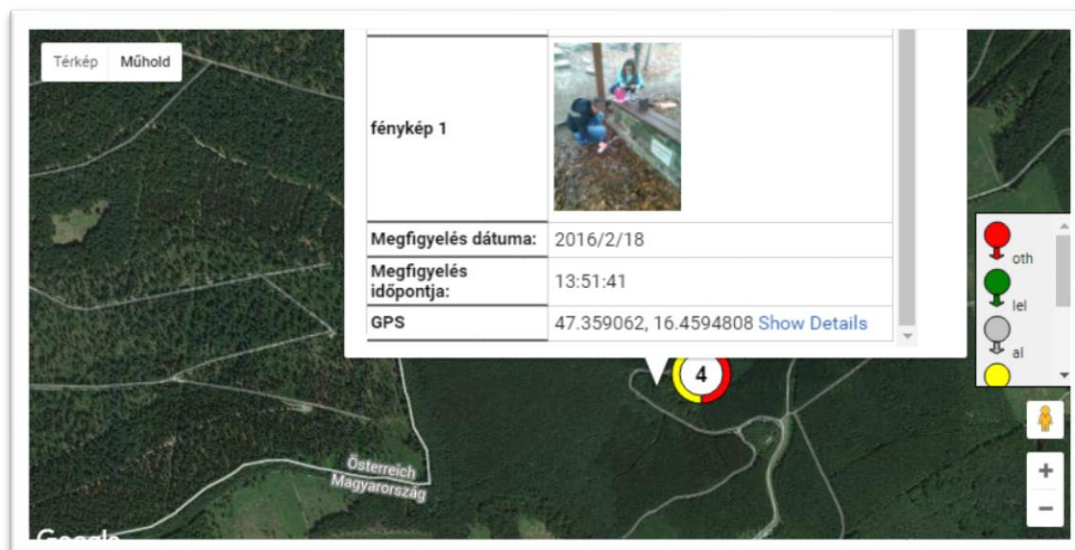 Térkép Műhold
fénykép 1
Megfigyelés dátuma: 2016/2/18
Megfigyelés
időpontja:
13:51:41
GPS 47.359062, 16.4594808 Show Details
oth
lel
al
4
Österreich
Magyarország
Google